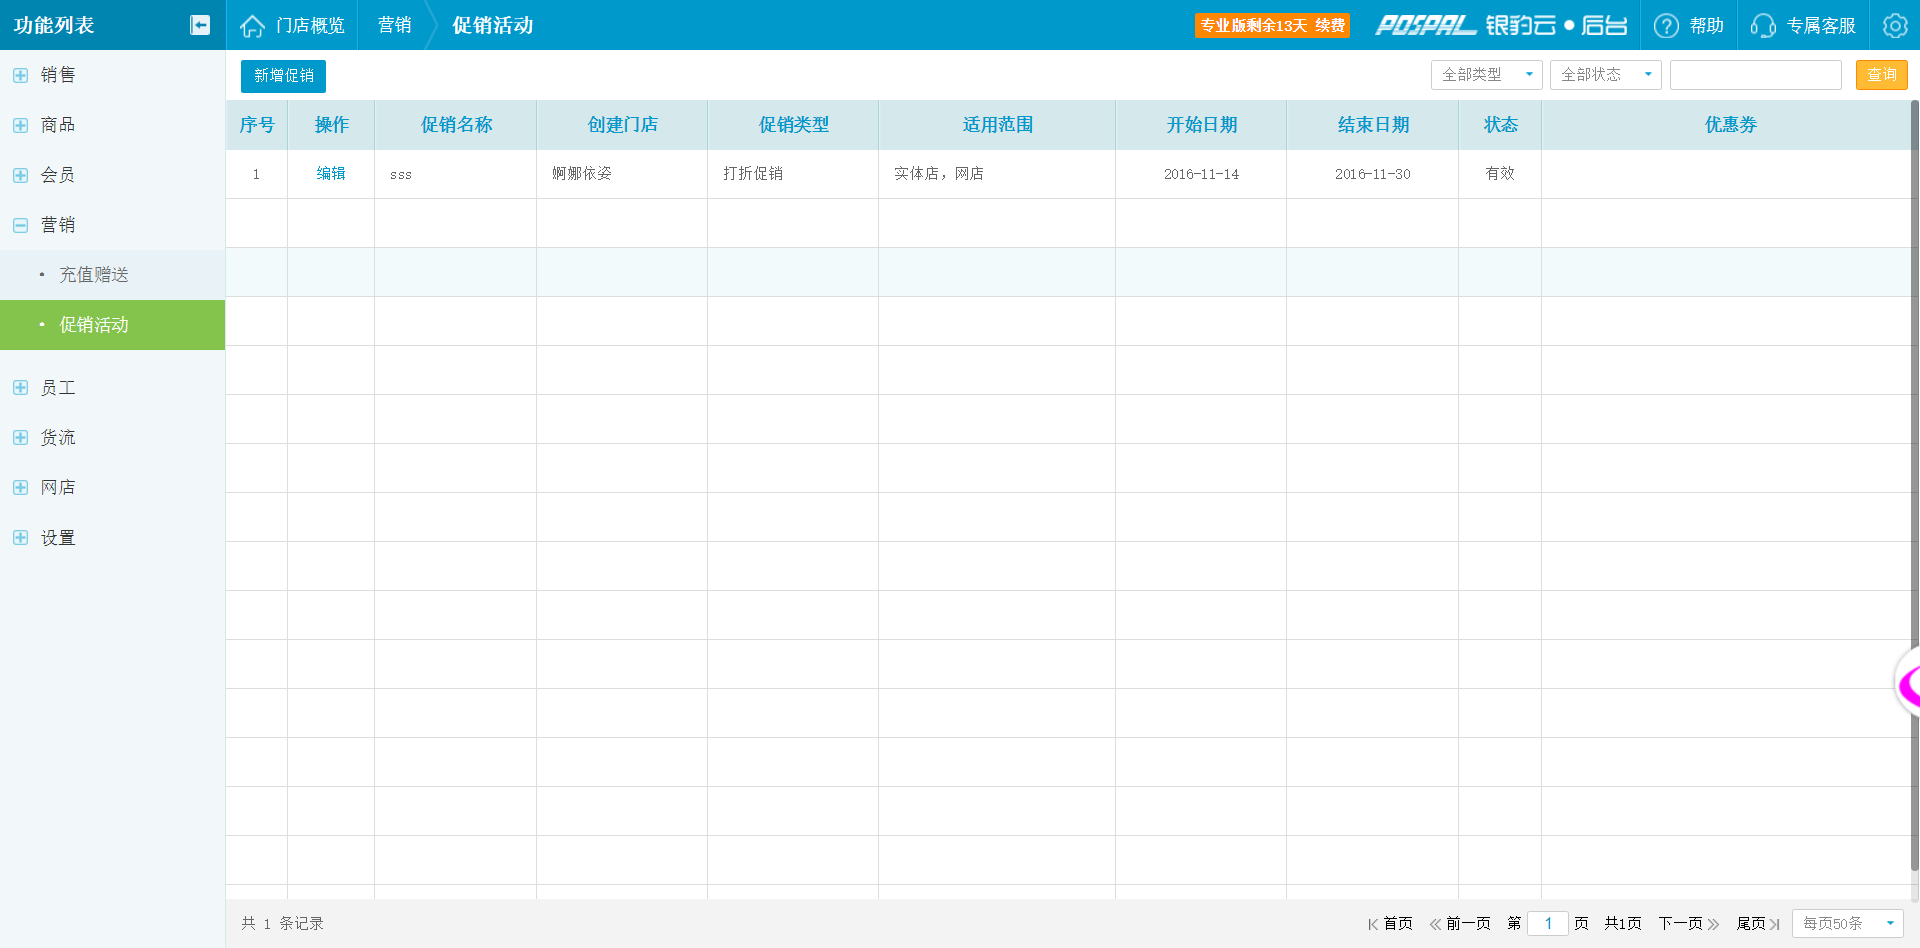 功能列表
门店概览
营销
促销活动
专业版剩余13天 续费
POSPAL 银豹云●后台
帮助
专属客服
销售
商品
会员
营销
• 充值赠送
• 促销活动
员工
货流
网店
设置
新增促销
全部类型
全部状态
查询
序号 操作 促销名称 创建门店 促销类型 适用范围 开始日期 结束日期 状态 优惠券
1 编辑 sss 婀娜依姿 打折促销 实体店，网店 2016-11-14 2016-11-30 有效
共 1 条记录
首页 前一页 第 1 页 共1页 下一页 尾页 每页50条